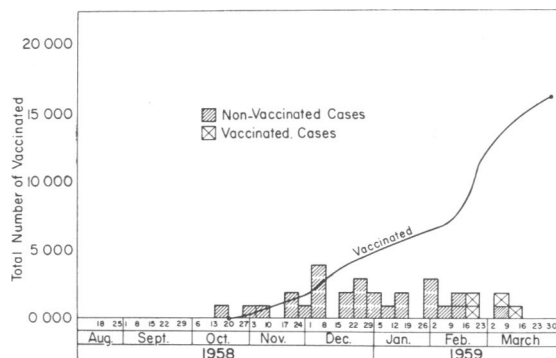 Total Number of Vaccinated
20 000
15 000
10 000
5 000
0 000
Non-Vaccinated Cases
Vaccinated. Cases
Vaccinated
18 25 1 8 15 22 29 6 13 20 27 3 10 17 24 1 8 15 22 29 5 12 19 26 2 9 16 23 2 9 16 23 30
Aug. Sept. Oct. Nov. Dec. Jan. Feb. March
1958 1959